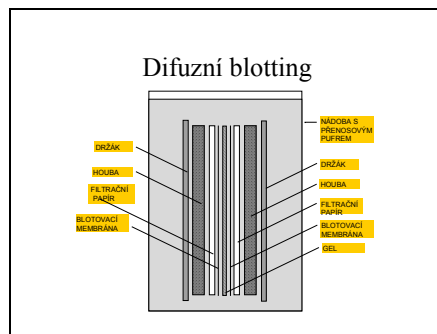 Difuzní blotting
DRŽÁK
HOUBA
FILTRAČNÍ
PAPÍR
BLOTOVACÍ
MEMBRÁNA
NÁDOBA S
PŘENOSOVÝM
PUFREM
DRŽÁK
HOUBA
FILTRAČNÍ
PAPÍR
BLOTOVACÍ
MEMBRÁNA
GEL